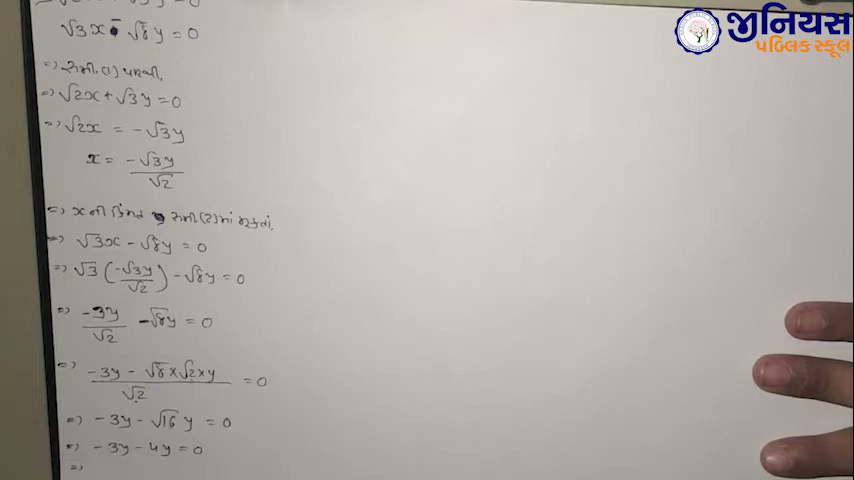 જીનિયસ
પબ્લિક સ્કૂલ
√3x - √8y = 0
=> સમી.(1) પરથી,
=> √2x + √3y = 0
=> √2x = -√3y
x = -√3y / √2
=> x ની કિંમત સમી.(2)માં મૂકતાં,
=> √3x - √8y = 0
=> √3 (-√3y / √2) - √8y = 0
=> -3y / √2 - √8y = 0
=> -3y - √8 × √2 × y / √2 = 0
=> -3y - √16 y = 0
=> -3y - 4y = 0
=>